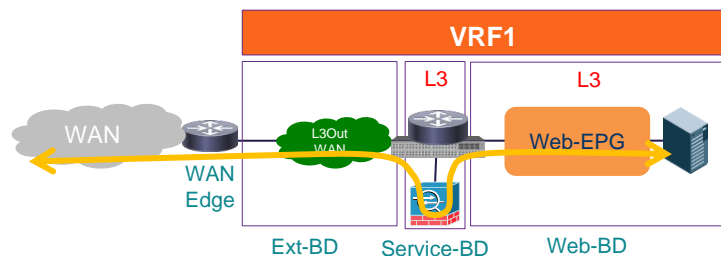 VRF1
L3
L3
WAN
L3Out
WAN
Web-EPG
WAN
Edge
Ext-BD
Service-BD
Web-BD